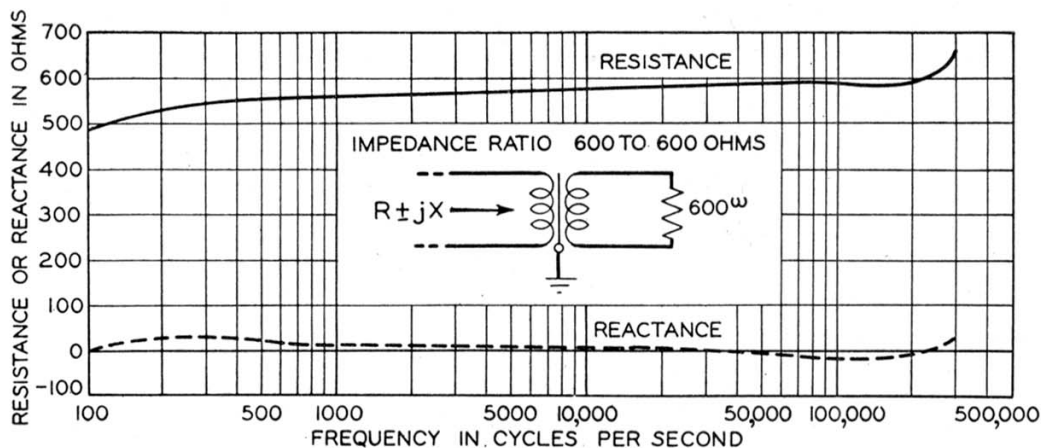 RESISTANCE OR REACTANCE IN OHMS
700
600
500
400
300
200
100
0
-100
RESISTANCE
IMPEDANCE RATIO 600 TO 600 OHMS
R ± jX
600ω
REACTANCE
100 500 1000 5000 10,000 50,000 100,000 500,000
FREQUENCY IN CYCLES PER SECOND